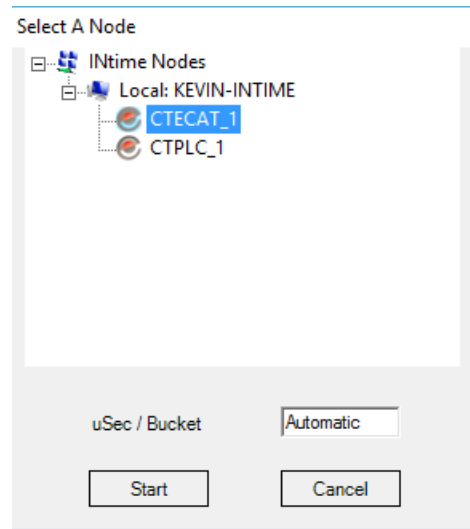 Select A Node
INtime Nodes
Local: KEVIN-INTIME
CTECAT_1
CTPLC_1
uSec / Bucket Automatic
Start Cancel